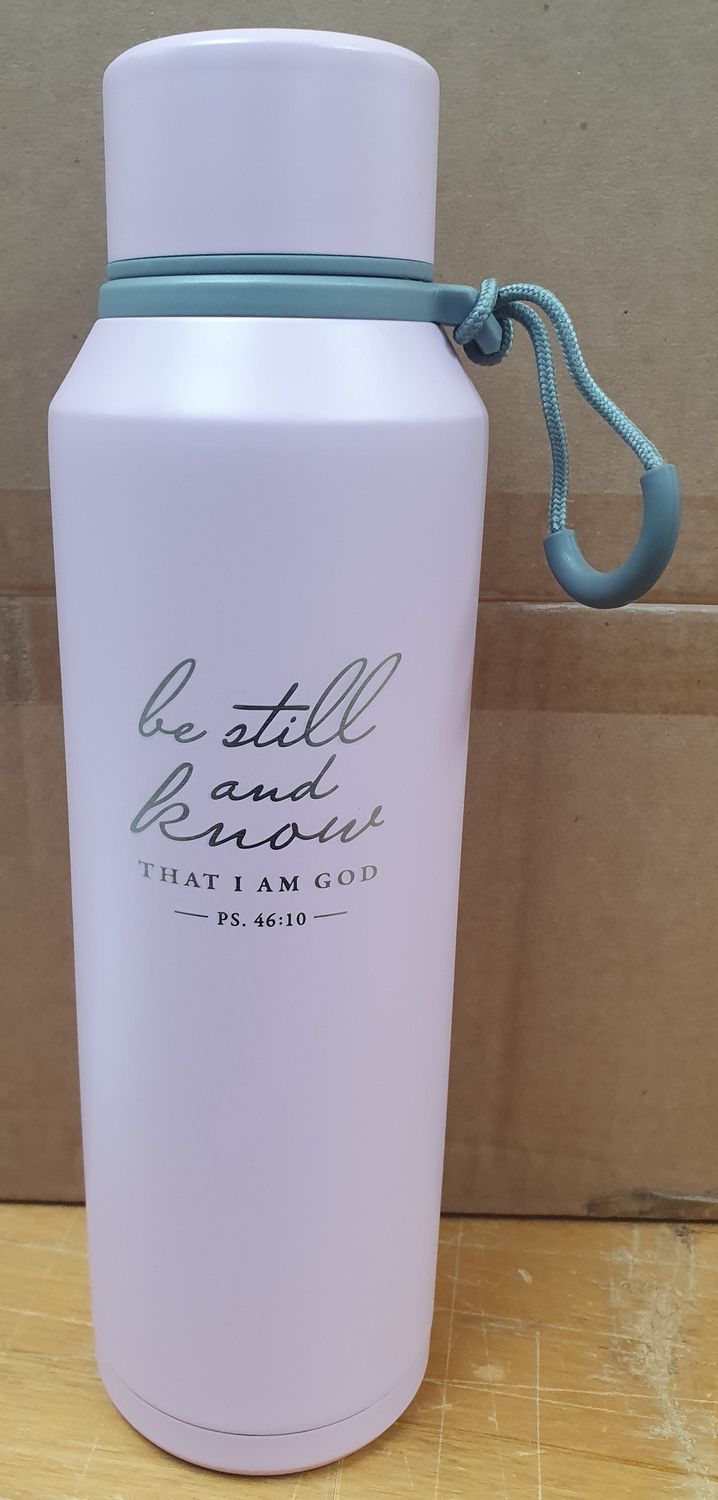 be still
and
know
THAT I AM GOD
— PS. 46:10 —